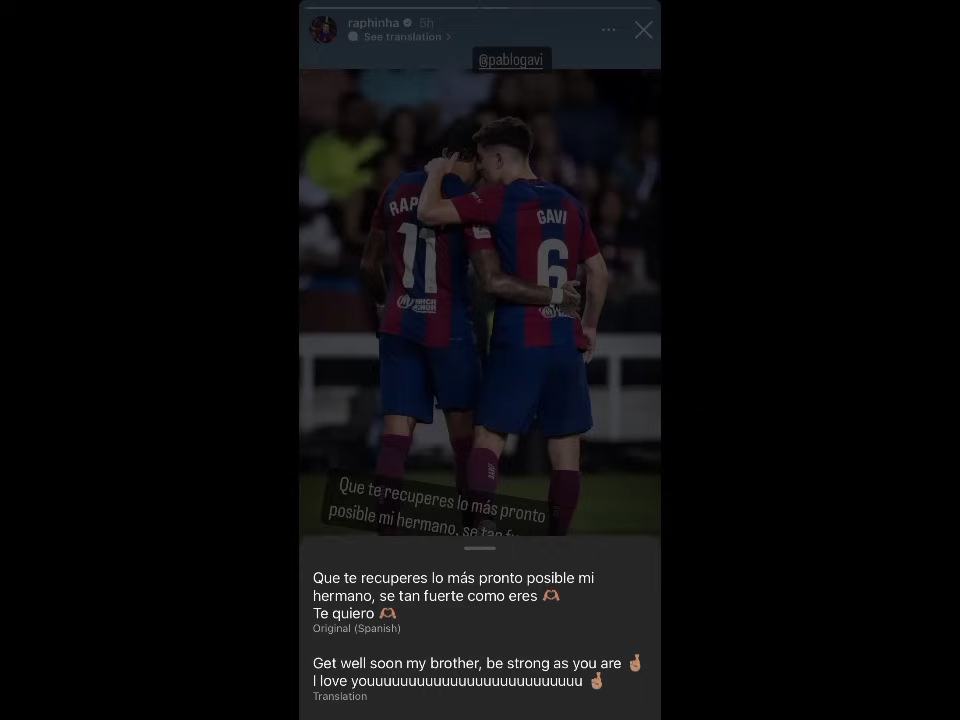 raphinha 5h
See translation >
@pablogavi
RAP
GAVI
11
6
Que te recuperes lo más pronto
posible mi hermano, se tan fu
Que te recuperes lo más pronto posible mi
hermano, se tan fuerte como eres 🫶🏽
Te quiero 🫶🏽
Original (Spanish)
Get well soon my brother, be strong as you are 🤞🏽
I love youuuuuuuuuuuuuuuuuuuuuuuuuuu 🤞🏽
Translation